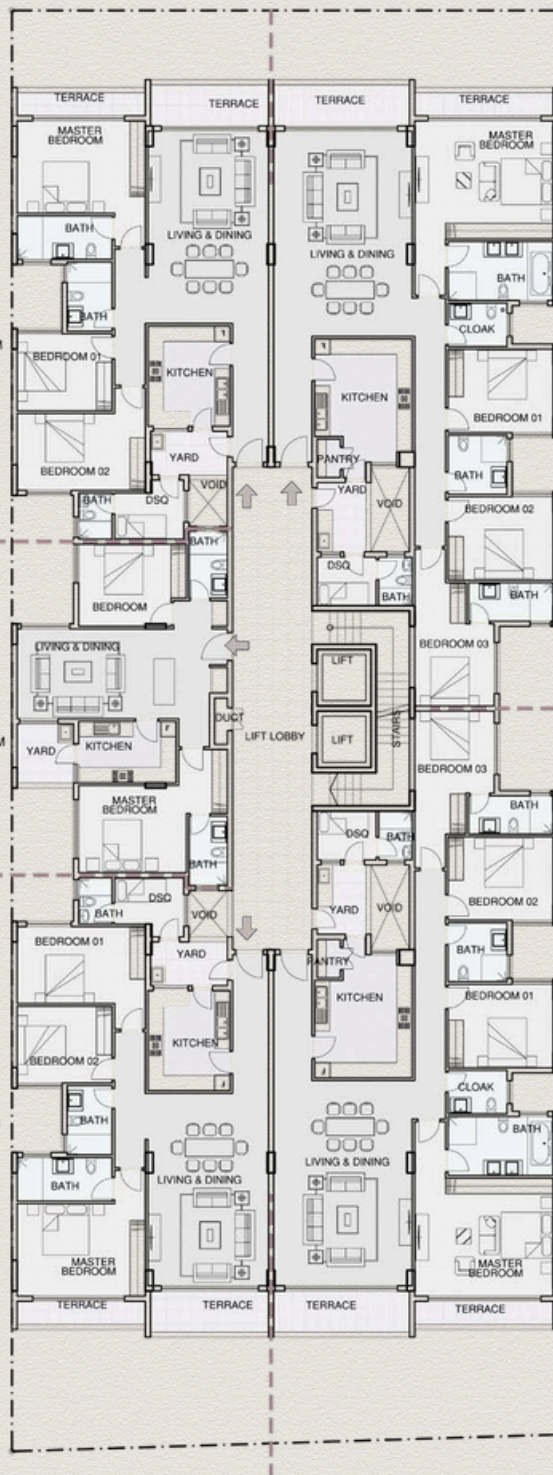 TERRACE
TERRACE
TERRACE
TERRACE
MASTER
BEDROOM
MASTER
BEDROOM
LIVING & DINING
LIVING & DINING
BATH
BATH
BATH
CLOAK
BEDROOM 01
KITCHEN
KITCHEN
BEDROOM 01
BEDROOM 02
YARD
PANTRY
BATH
BATH
DSQ
VOID
YARD
VOID
BEDROOM 02
BATH
BEDROOM
DSQ
BATH
BATH
LIVING & DINING
LIFT
BEDROOM 03
DUCT
LIFT LOBBY
LIFT
STAIRS
YARD
KITCHEN
BEDROOM 03
MASTER
BEDROOM
BATH
DSQ
BATH
BATH
DSQ
BATH
VOID
YARD
VOID
BEDROOM 02
BEDROOM 01
YARD
PANTRY
BATH
KITCHEN
BEDROOM 01
KITCHEN
BEDROOM 02
CLOAK
BATH
BATH
LIVING & DINING
LIVING & DINING
BATH
MASTER
BEDROOM
MASTER
BEDROOM
TERRACE
TERRACE
TERRACE
TERRACE